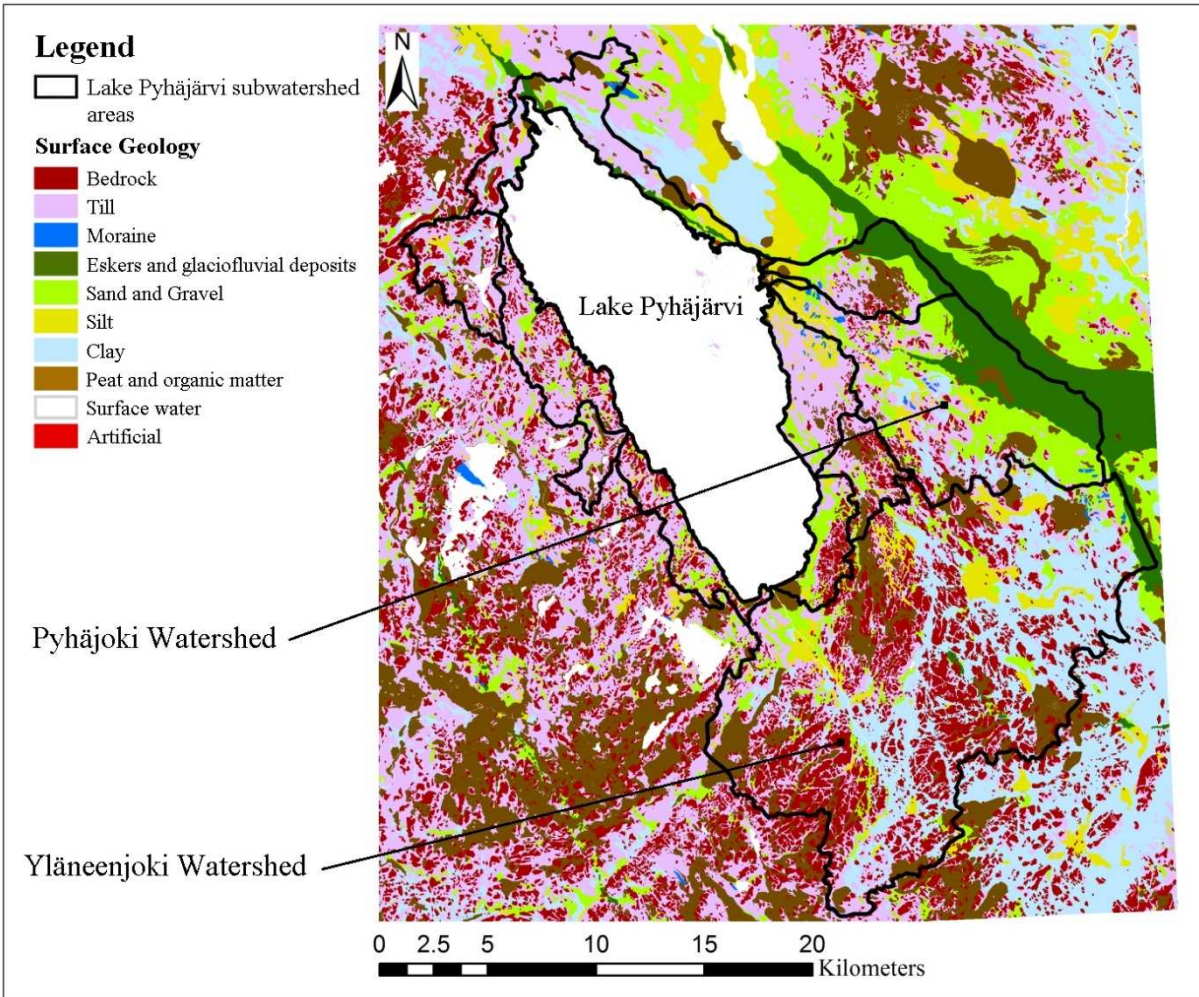 Legend
Lake Pyhäjärvi subwatershed
areas
Surface Geology
Bedrock
Till
Moraine
Eskers and glaciofluvial deposits
Sand and Gravel
Silt
Clay
Peat and organic matter
Surface water
Artificial
N
Lake Pyhäjärvi
Pyhäjoki Watershed
Yläneenjoki Watershed
0 2.5 5 10 15 20
Kilometers